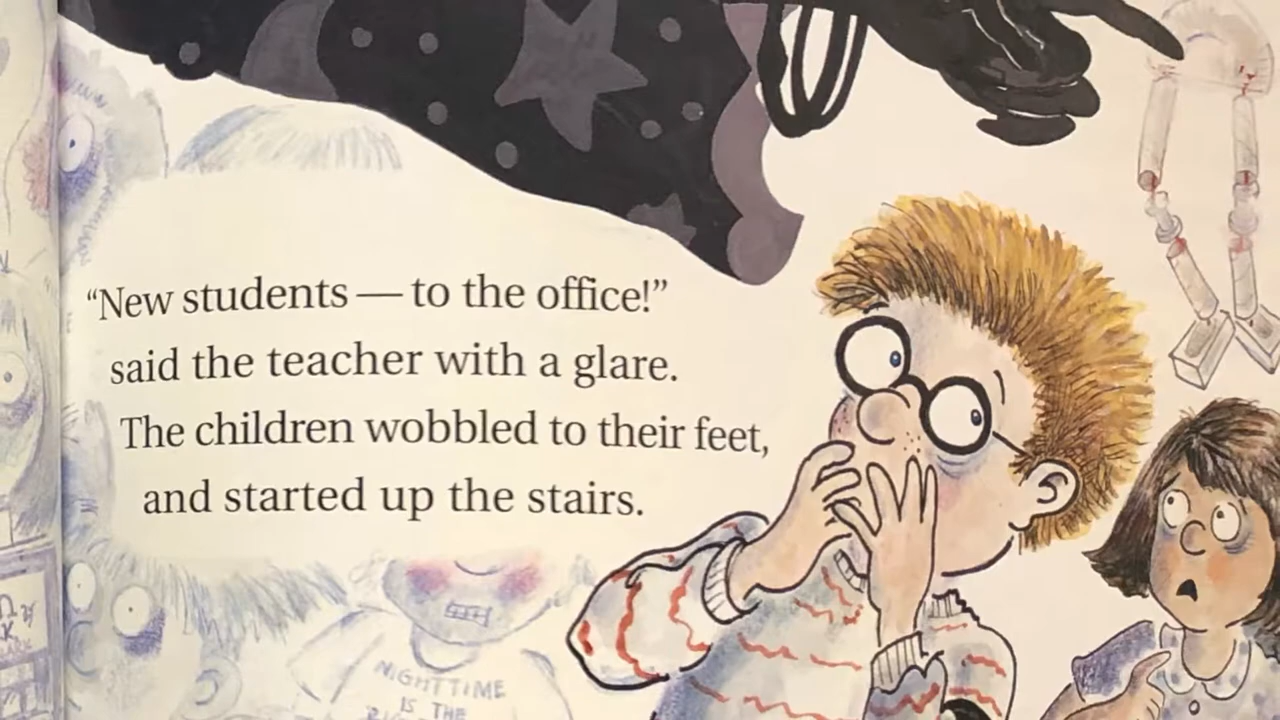 “New students — to the office!”
said the teacher with a glare.
The children wobbled to their feet,
and started up the stairs.
NIGHTTIME
IS THE